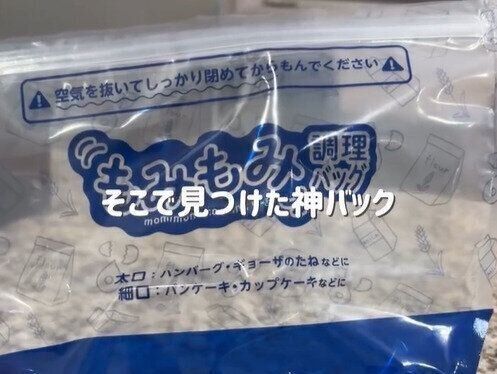 ⚠空気を抜いてしっかり閉めてからもんでください⚠
もみもみ
調理
バッグ
そこで見つけた神バック
太口：ハンバーグ・ギョーザのたねなどに
細口：パンケーキ・カップケーキなどに
flour